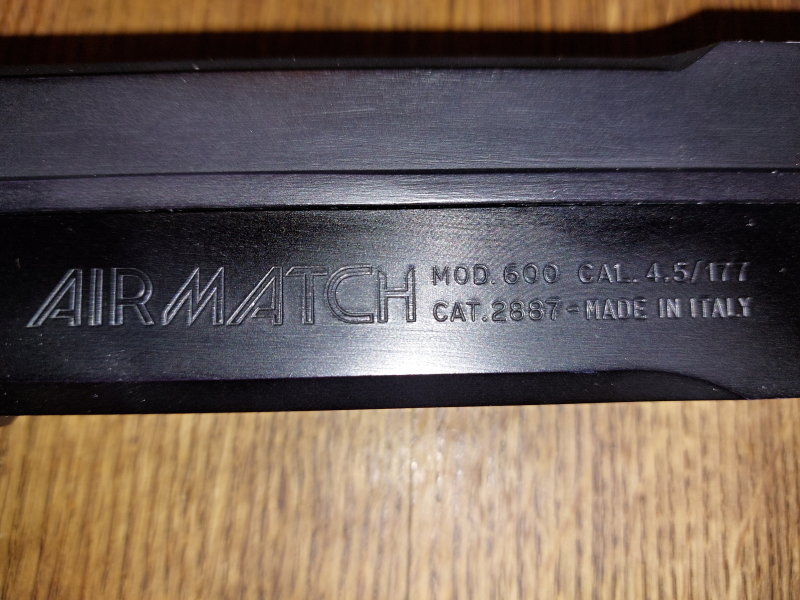 AIR MATCH MOD. 600 CAL. 4.5/177
CAT. 2887 - MADE IN ITALY